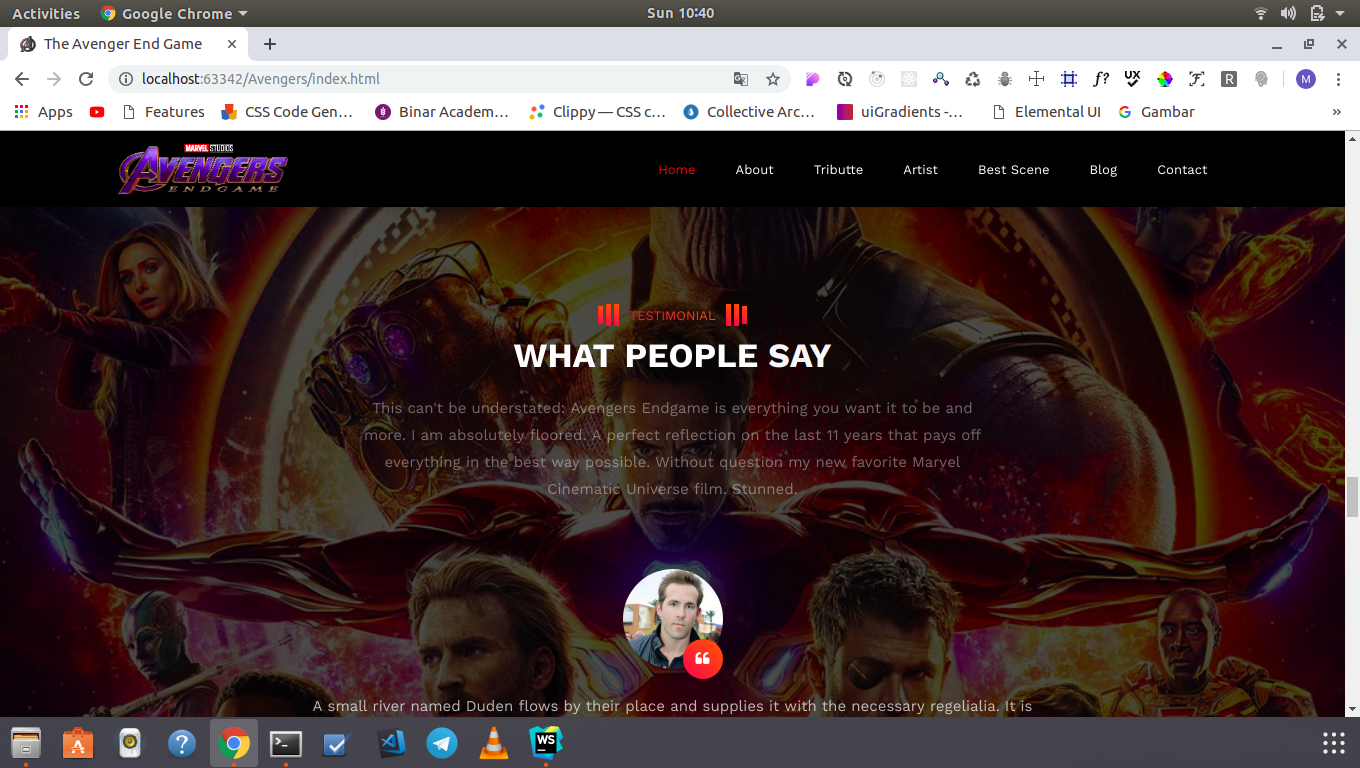 Activities Google Chrome Sun 10:40
The Avenger End Game
localhost:63342/Avengers/index.html f? UX R M
Apps Features CSS Code Gen… Binar Academ… Clippy — CSS c… Collective Arc… uiGradients -… Elemental UI Gambar »
MARVEL STUDIOS
AVENGERS
ENDGAME
Home About Tributte Artist Best Scene Blog Contact
TESTIMONIAL
WHAT PEOPLE SAY
This can't be understated: Avengers Endgame is everything you want it to be and
more. I am absolutely floored. A perfect reflection on the last 11 years that pays off
everything in the best way possible. Without question my new favorite Marvel
Cinematic Universe film. Stunned.
A small river named Duden flows by their place and supplies it with the necessary regelialia. It is
WS